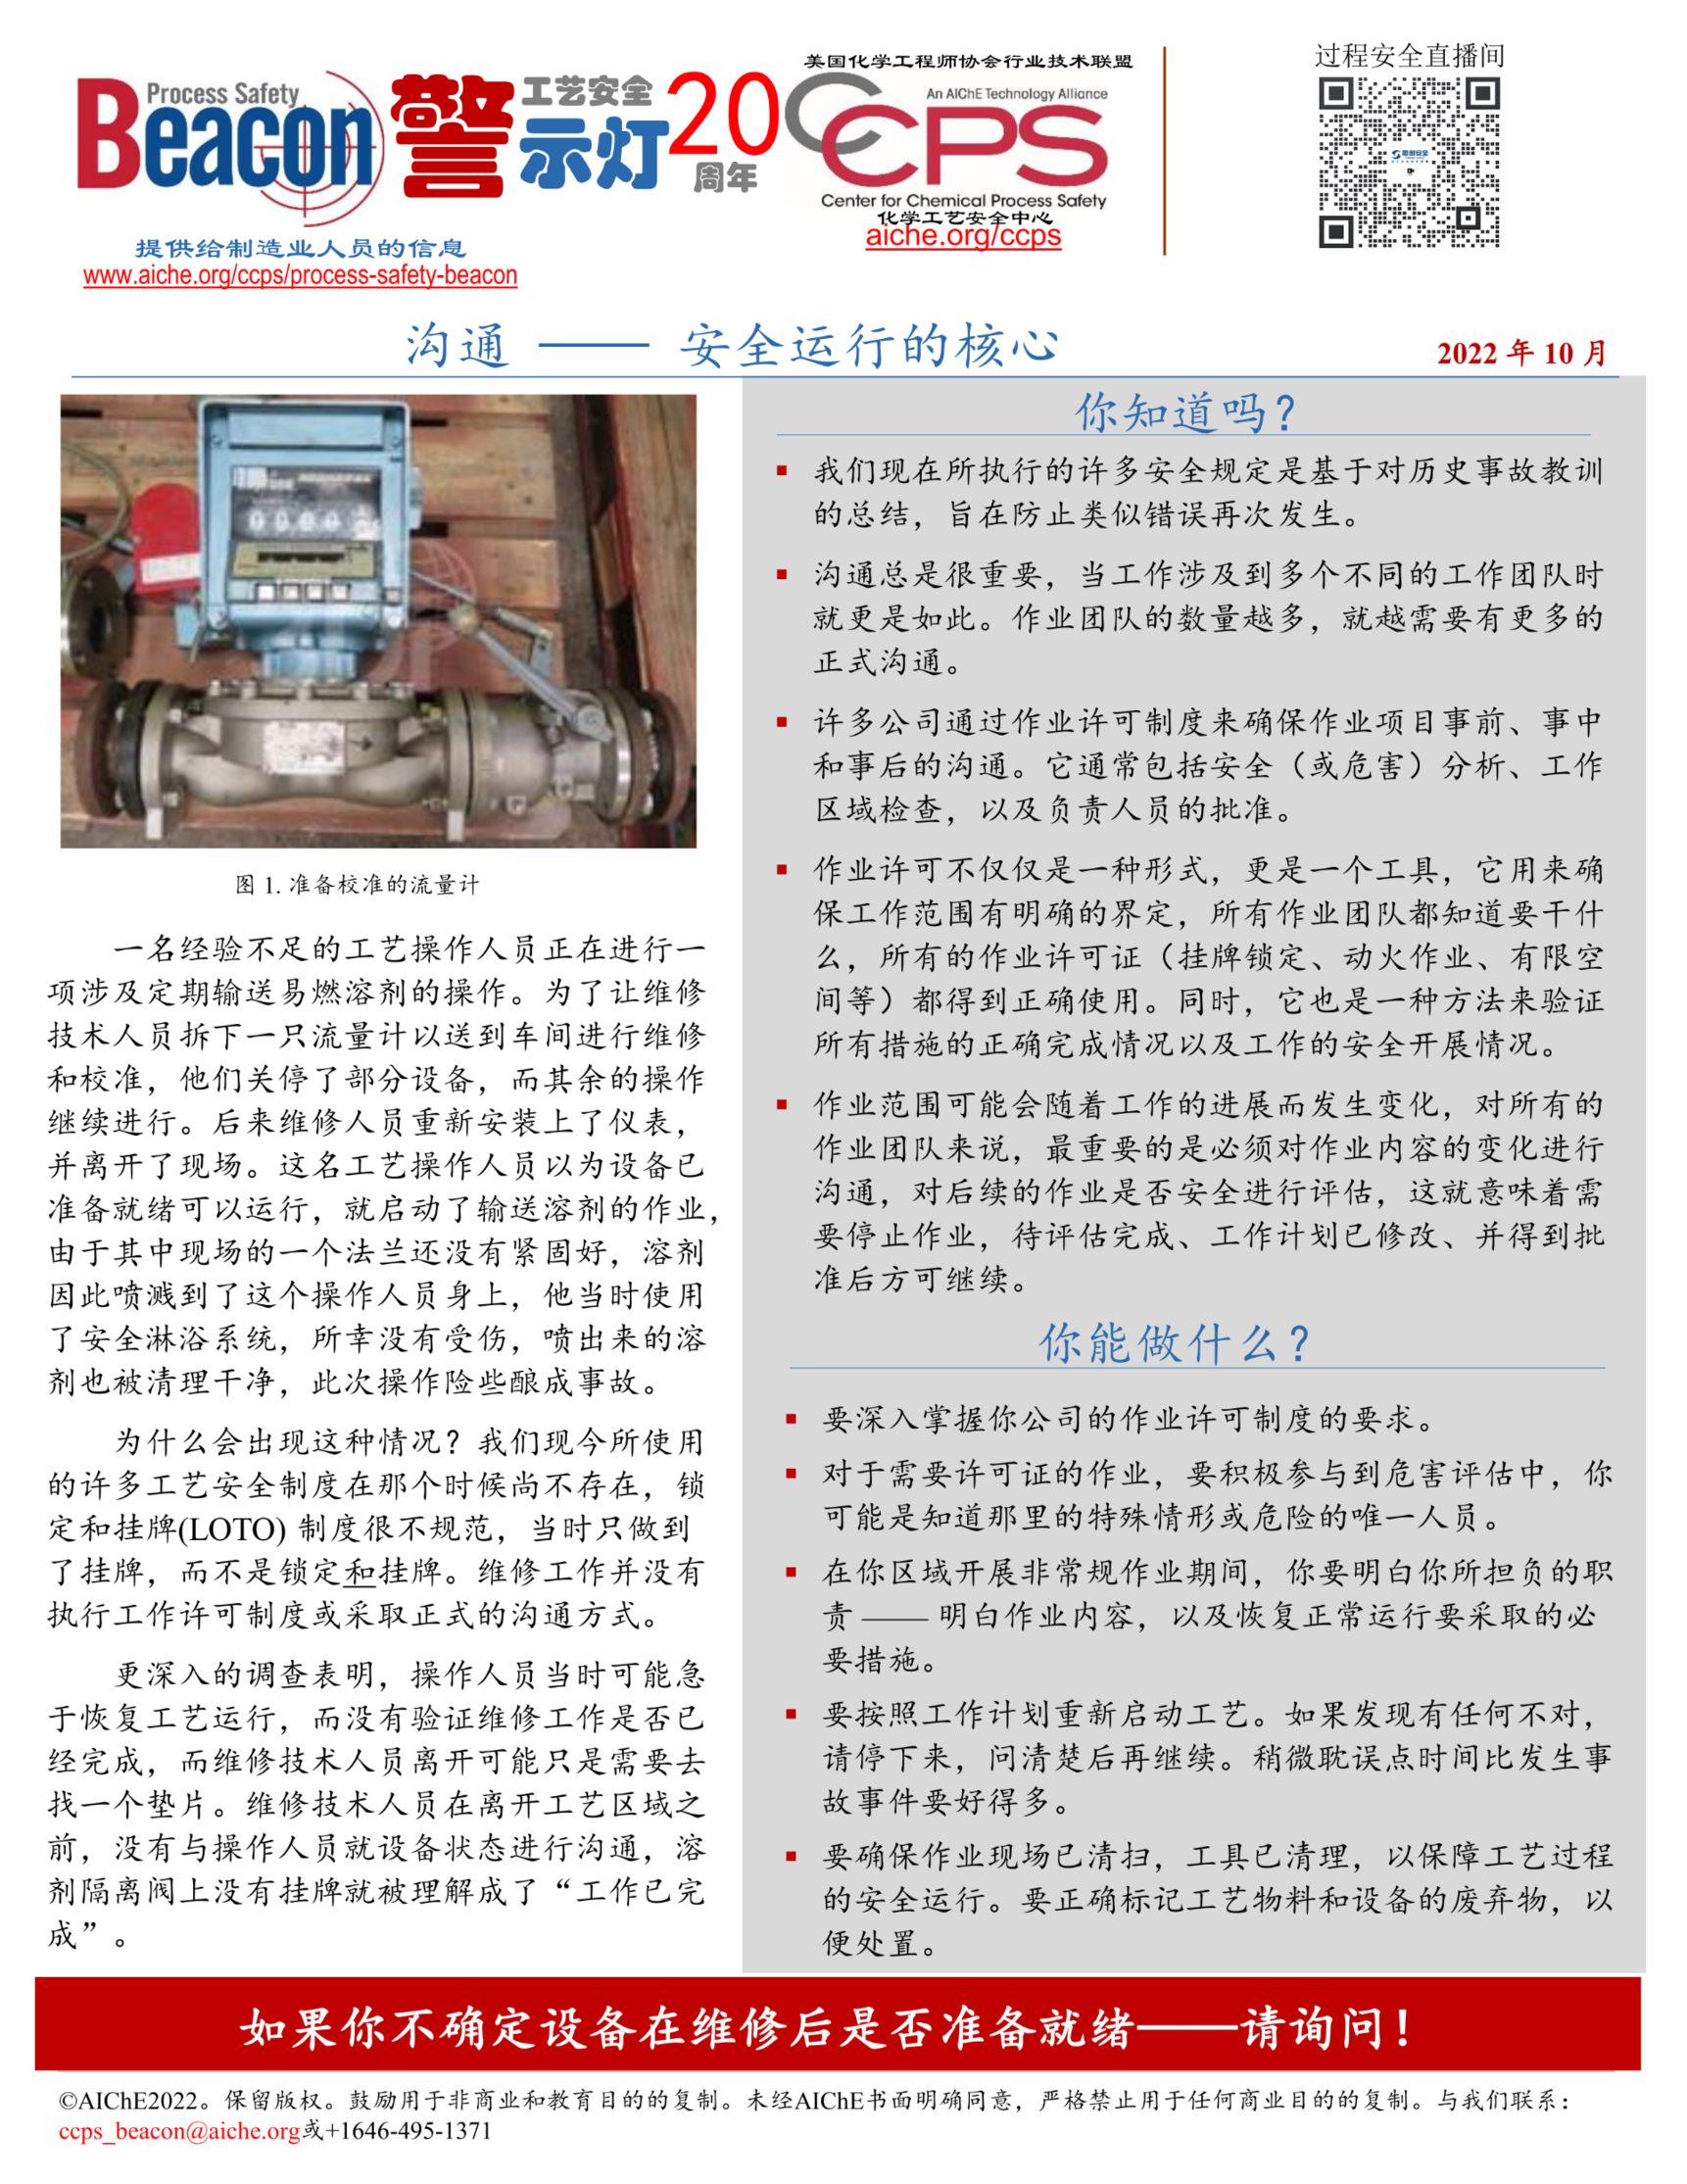 美国化学工程师协会行业技术联盟
过程安全直播间
Process Safety
Beacon
警示灯
工艺安全
20
周年
An AIChE Technology Alliance
CCPS
Center for Chemical Process Safety
化学工艺安全中心
aiche.org/ccps
提供给制造业人员的信息
www.aiche.org/ccps/process-safety-beacon
沟通 —— 安全运行的核心
2022 年 10 月
图 1. 准备校准的流量计
一名经验不足的工艺操作人员正在进行一
项涉及定期输送易燃溶剂的操作。为了让维修
技术人员拆下一只流量计以送到车间进行维修
和校准，他们关停了部分设备，而其余的操作
继续进行。后来维修人员重新安装上了仪表，
并离开了现场。这名工艺操作人员以为设备已
准备就绪可以运行，就启动了输送溶剂的作业，
由于其中现场的一个法兰还没有紧固好，溶剂
因此喷溅到了这个操作人员身上，他当时使用
了安全淋浴系统，所幸没有受伤，喷出来的溶
剂也被清理干净，此次操作险些酿成事故。
为什么会出现这种情况？我们现今所使用
的许多工艺安全制度在那个时候尚不存在，锁
定和挂牌(LOTO) 制度很不规范，当时只做到
了挂牌，而不是锁定和挂牌。维修工作并没有
执行工作许可制度或采取正式的沟通方式。
更深入的调查表明，操作人员当时可能急
于恢复工艺运行，而没有验证维修工作是否已
经完成，而维修技术人员离开可能只是需要去
找一个垫片。维修技术人员在离开工艺区域之
前，没有与操作人员就设备状态进行沟通，溶
剂隔离阀上没有挂牌就被理解成了“工作已完
成”。
你知道吗？
▪ 我们现在所执行的许多安全规定是基于对历史事故教训
的总结，旨在防止类似错误再次发生。
▪ 沟通总是很重要，当工作涉及到多个不同的工作团队时
就更是如此。作业团队的数量越多，就越需要有更多的
正式沟通。
▪ 许多公司通过作业许可制度来确保作业项目事前、事中
和事后的沟通。它通常包括安全（或危害）分析、工作
区域检查，以及负责人员的批准。
▪ 作业许可不仅仅是一种形式，更是一个工具，它用来确
保工作范围有明确的界定，所有作业团队都知道要干什
么，所有的作业许可证（挂牌锁定、动火作业、有限空
间等）都得到正确使用。同时，它也是一种方法来验证
所有措施的正确完成情况以及工作的安全开展情况。
▪ 作业范围可能会随着工作的进展而发生变化，对所有的
作业团队来说，最重要的是必须对作业内容的变化进行
沟通，对后续的作业是否安全进行评估，这就意味着需
要停止作业，待评估完成、工作计划已修改、并得到批
准后方可继续。
你能做什么？
▪ 要深入掌握你公司的作业许可制度的要求。
▪ 对于需要许可证的作业，要积极参与到危害评估中，你
可能是知道那里的特殊情形或危险的唯一人员。
▪ 在你区域开展非常规作业期间，你要明白你所担负的职
责 —— 明白作业内容，以及恢复正常运行要采取的必
要措施。
▪ 要按照工作计划重新启动工艺。如果发现有任何不对，
请停下来，问清楚后再继续。稍微耽误点时间比发生事
故事件要好得多。
▪ 要确保作业现场已清扫，工具已清理，以保障工艺过程
的安全运行。要正确标记工艺物料和设备的废弃物，以
便处置。
如果你不确定设备在维修后是否准备就绪——请询问！
©AIChE2022。保留版权。鼓励用于非商业和教育目的的复制。未经AIChE书面明确同意，严格禁止用于任何商业目的的复制。与我们联系：
ccps_beacon@aiche.org或+1646-495-1371